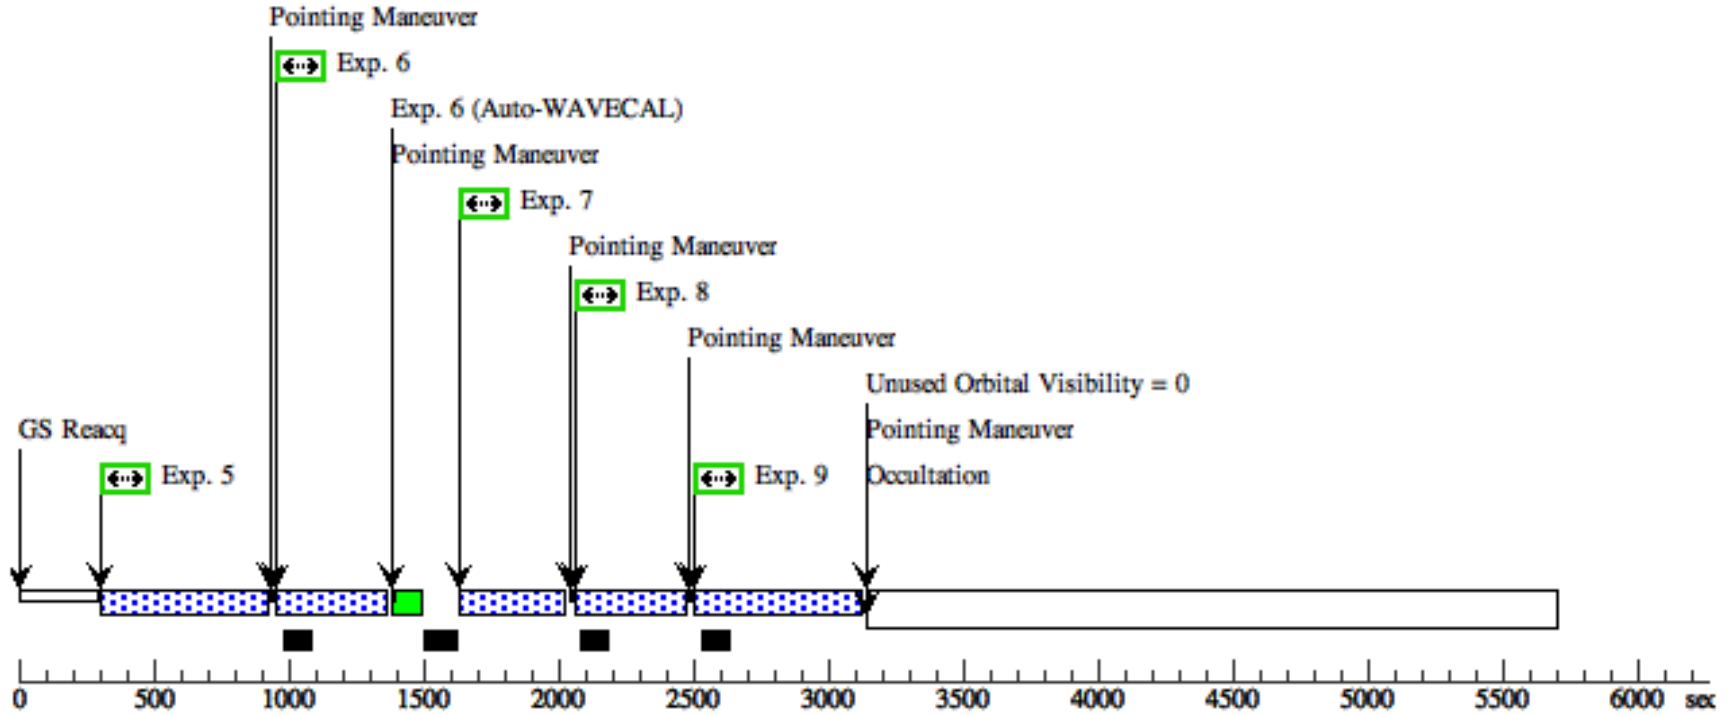 Pointing Maneuver
Exp. 6
Exp. 6 (Auto-WAVECAL)
Pointing Maneuver
Exp. 7
Pointing Maneuver
Exp. 8
Pointing Maneuver
Unused Orbital Visibility = 0
GS Reacq
Pointing Maneuver
Exp. 5
Exp. 9
Occultation
0 500 1000 1500 2000 2500 3000 3500 4000 4500 5000 5500 6000 sec